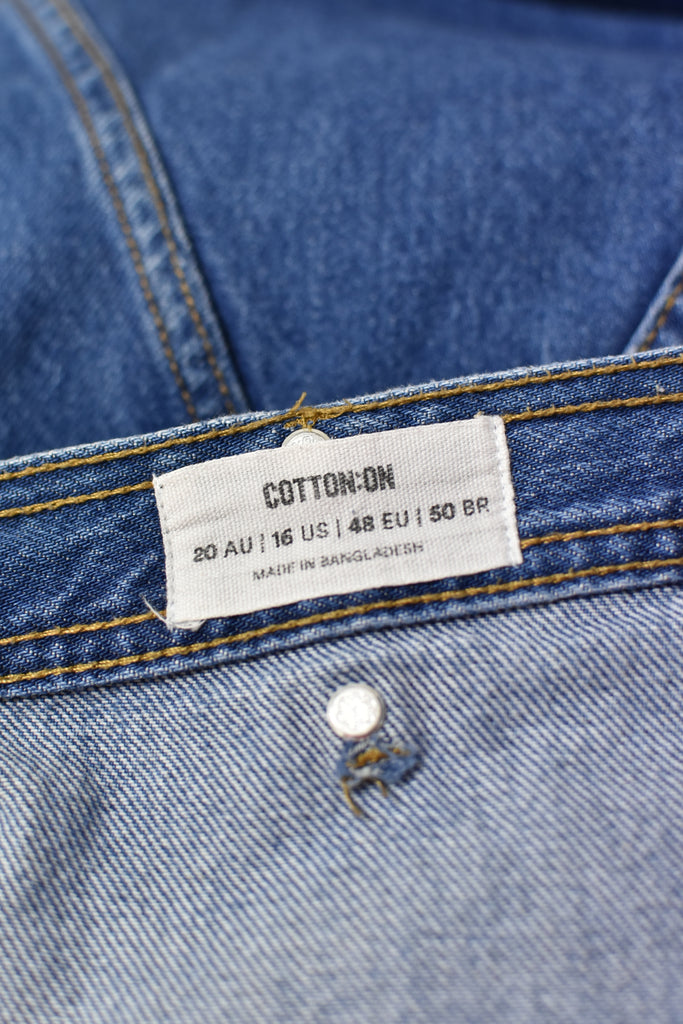 COTTON:ON
20 AU | 16 US | 48 EU | 50 BR
MADE IN BANGLADESH